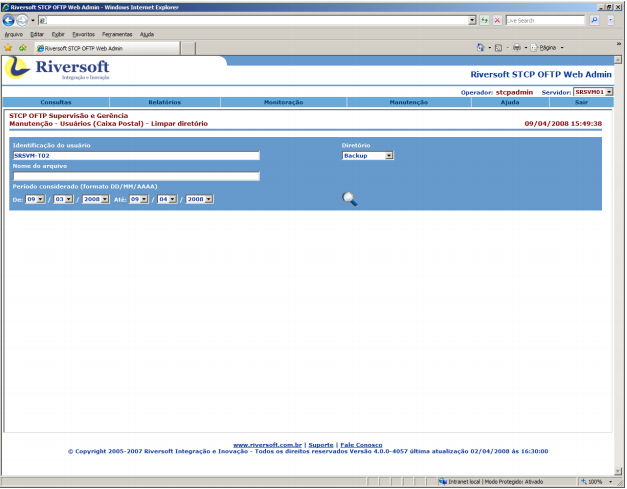 Riversoft STCP OFTP Web Admin - Windows Internet Explorer
Live Search
Arquivo Editar Exibir Favoritos Ferramentas Ajuda
Riversoft STCP OFTP Web Admin
Página
Riversoft
Integração e Inovação
Riversoft STCP OFTP Web Admin
Operador: stcpadmin Servidor: SRSVM01
Consultas Relatórios Monitoração Manutenção Ajuda Sair
STCP OFTP Supervisão e Gerência
Manutenção - Usuários (Caixa Postal) - Limpar diretório 09/04/2008 15:49:38
Identificação do usuário Diretório
SRSVM-T02 Backup
Nome do arquivo
Período considerado (formato DD/MM/AAAA)
De: 09 / 03 / 2008 Até: 09 / 04 / 2008
www.riversoft.com.br | Suporte | Fale Conosco
© Copyright 2005-2007 Riversoft Integração e Inovação - Todos os direitos reservados Versão 4.0.0-4057 última atualização 02/04/2008 às 16:30:00
Intranet local | Modo Protegido: Ativado 100%